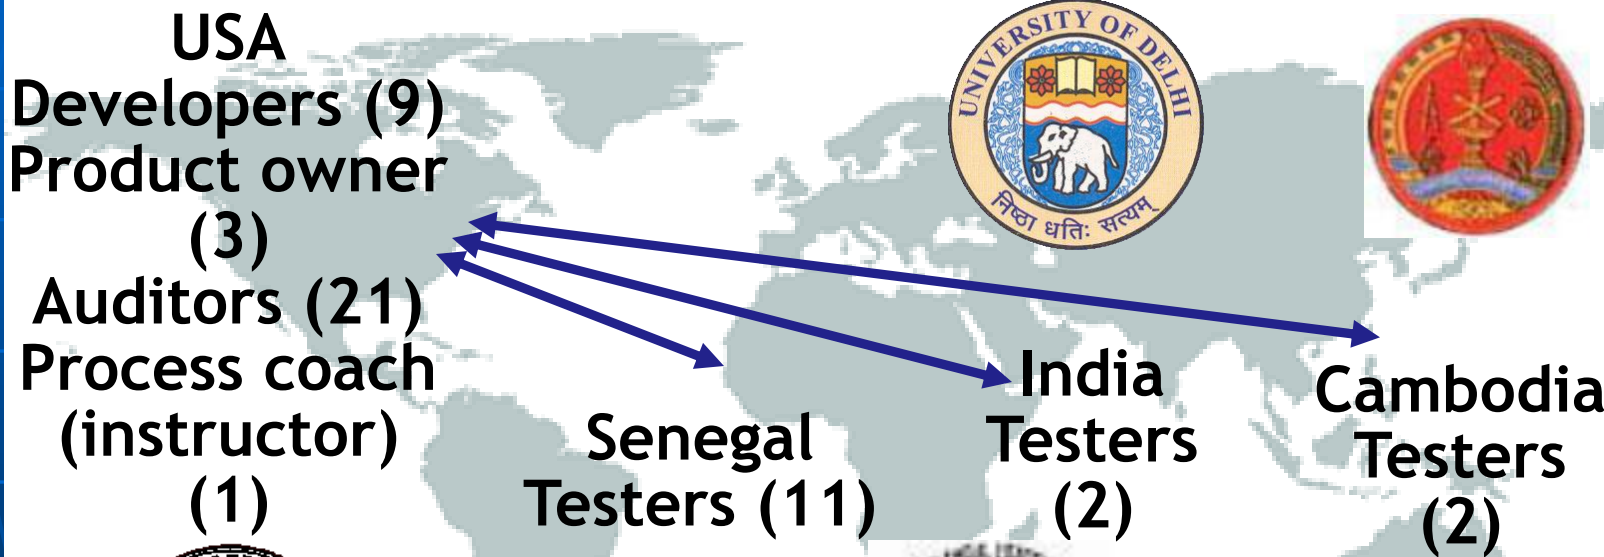 USA
Developers (9)
Product owner
(3)
Auditors (21)
Process coach
(instructor)
(1)
Senegal
Testers (11)
India
Testers
(2)
Cambodia
Testers
(2)
UNIVERSITY OF DELHI
निष्ठा धृतिः सत्यम्